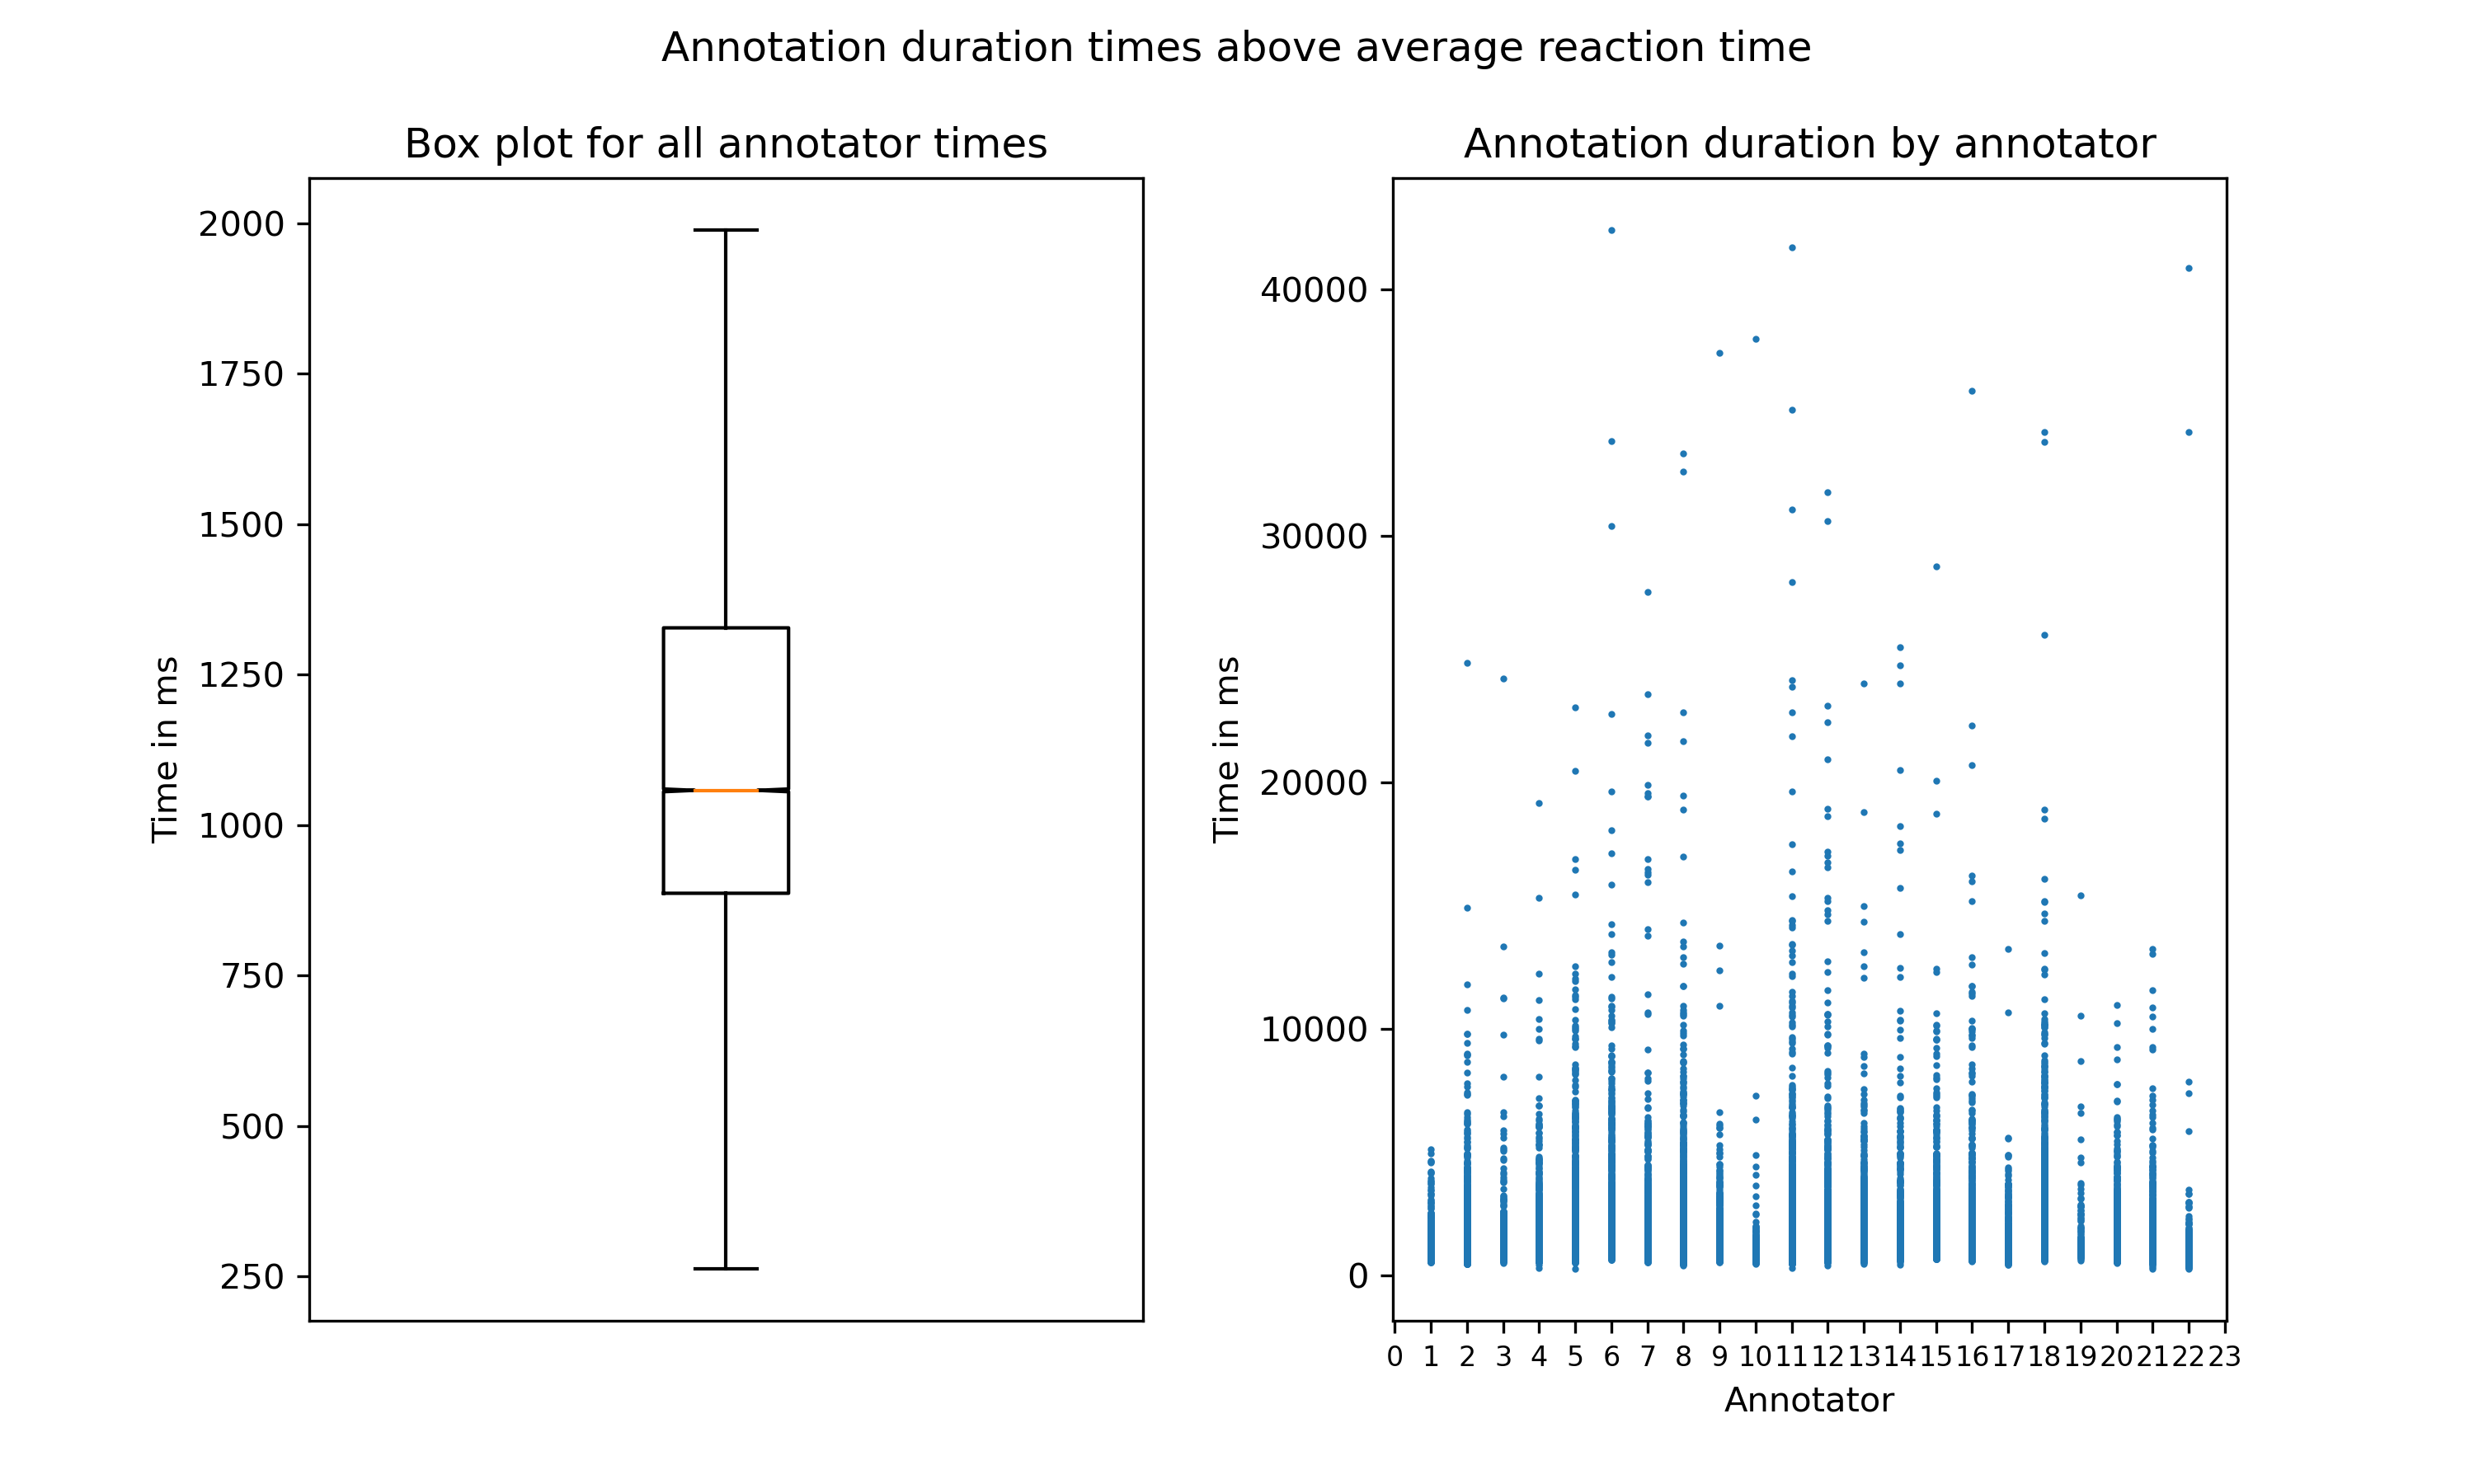 Annotation duration times above average reaction time
Box plot for all annotator times
Time in ms
2000
1750
1500
1250
1000
750
500
250
Annotation duration by annotator
Time in ms
40000
30000
20000
10000
0
0 1 2 3 4 5 6 7 8 9 10 11 12 13 14 15 16 17 18 19 20 21 22 23
Annotator